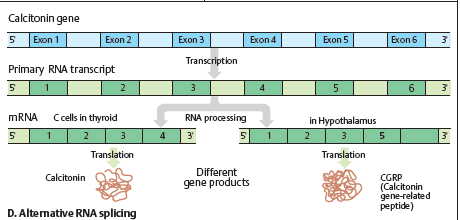 Calcitonin gene
5' Exon 1 Exon 2 Exon 3 Exon 4 Exon 5 Exon 6 3'
Transcription
Primary RNA transcript
5' 1 2 3 4 5 6 3'
mRNA C cells in thyroid RNA processing in Hypothalamus
5' 1 2 3 4 3' 5' 1 2 3 5 3'
Translation Translation
Calcitonin Different gene products CGRP (Calcitonin gene-related peptide)
D. Alternative RNA splicing